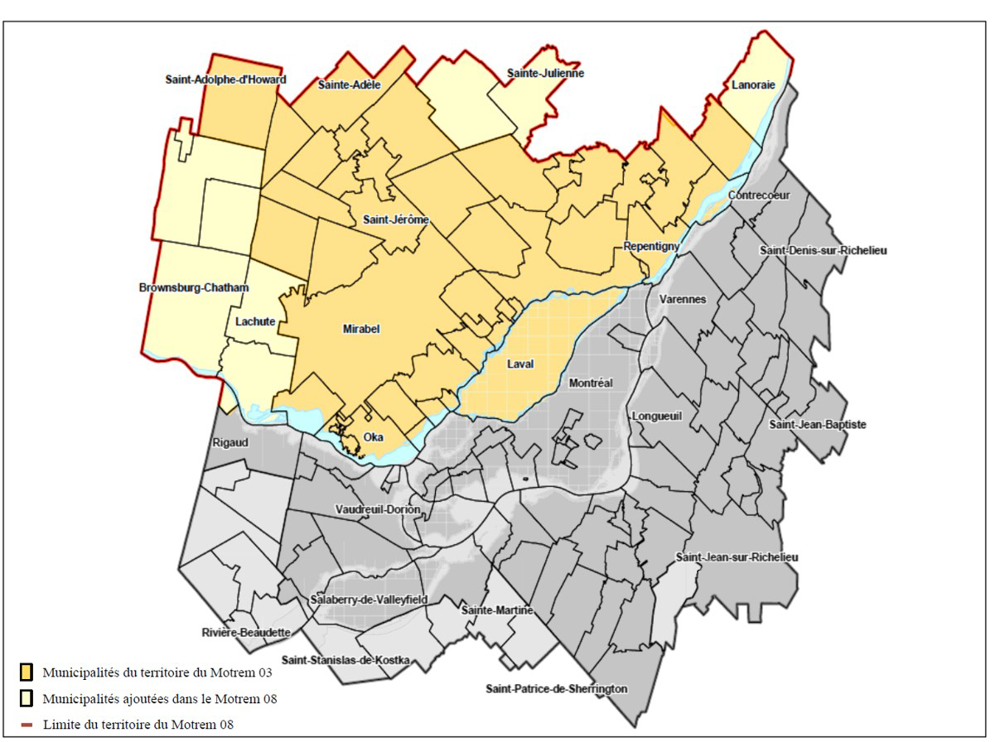 Saint-Adolphe-d'Howard
Sainte-Adèle
Sainte-Julienne
Lanoraie
Contrecoeur
Saint-Jérôme
Repentigny
Saint-Denis-sur-Richelieu
Brownsburg-Chatham
Varennes
Lachute
Mirabel
Laval
Montréal
Longueuil
Saint-Jean-Baptiste
Oka
Rigaud
Vaudreuil-Dorion
Saint-Jean-sur-Richelieu
Salaberry-de-Valleyfield
Sainte-Martine
Rivière-Beaudette
Saint-Stanislas-de-Kostka
Saint-Patrice-de-Sherrington
Municipalités du territoire du Motrem 03
Municipalités ajoutées dans le Motrem 08
Limite du territoire du Motrem 08